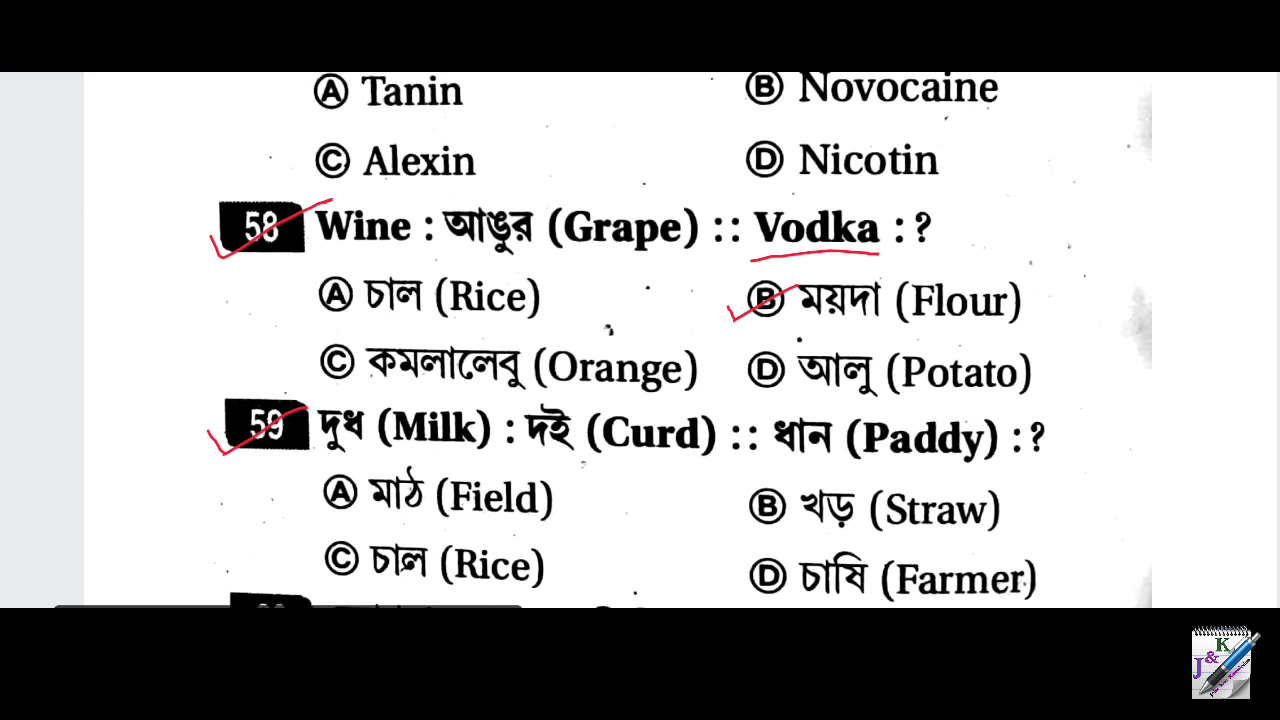 Ⓐ Tanin Ⓑ Novocaine
Ⓒ Alexin Ⓓ Nicotin
58 Wine : আঙুর (Grape) : : Vodka : ?
Ⓐ চাল (Rice) Ⓑ ময়দা (Flour)
Ⓒ কমলালেবু (Orange) Ⓓ আলু (Potato)
59 দুধ (Milk) : দই (Curd) : : ধান (Paddy) : ?
Ⓐ মাঠ (Field) Ⓑ খড় (Straw)
Ⓒ চাল (Rice) Ⓓ চাষি (Farmer)
J&K